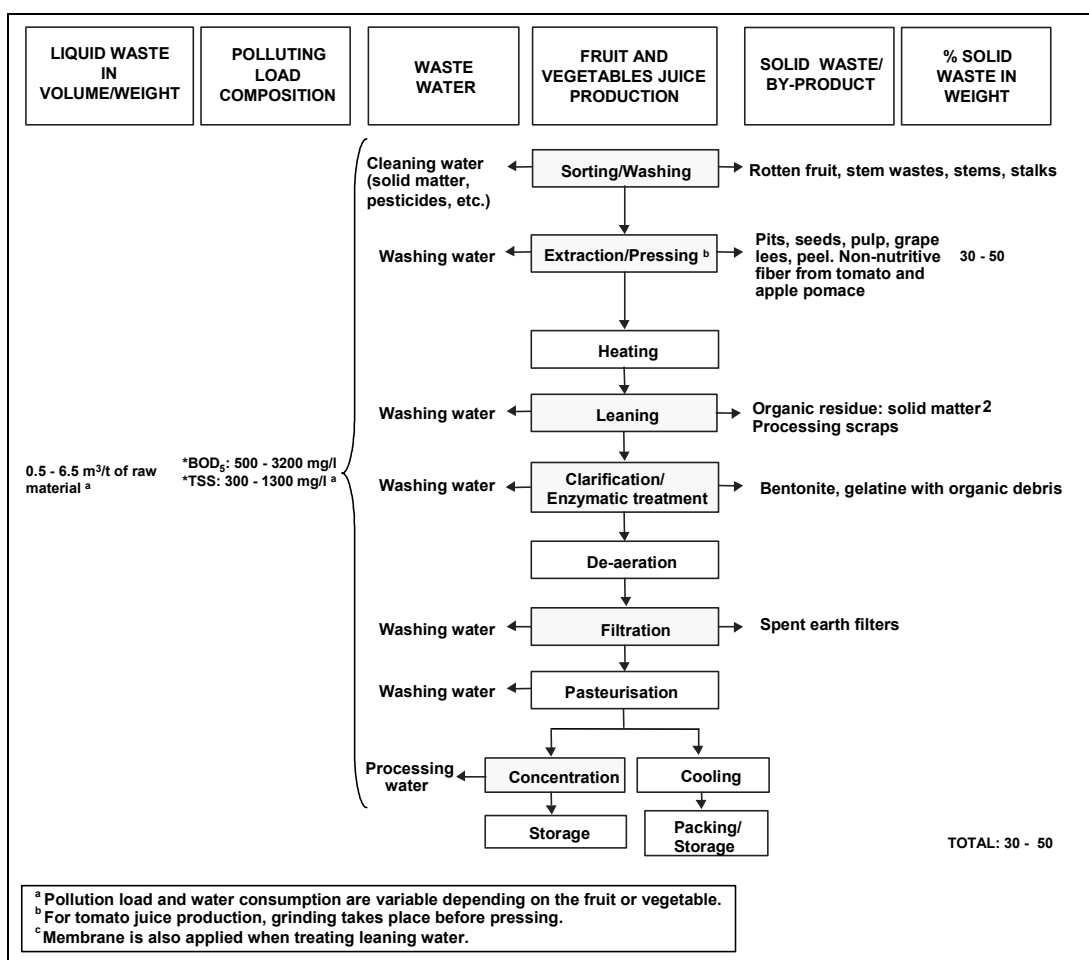 LIQUID WASTE
IN
VOLUME/WEIGHT
POLLUTING
LOAD
COMPOSITION
WASTE
WATER
FRUIT AND
VEGETABLES JUICE
PRODUCTION
SOLID WASTE/
BY-PRODUCT
% SOLID
WASTE IN
WEIGHT
Cleaning water
(solid matter,
pesticides, etc.)
Sorting/Washing
Rotten fruit, stem wastes, stems, stalks
Washing water
Extraction/Pressing b
Pits, seeds, pulp, grape
lees, peel. Non-nutritive
fiber from tomato and
apple pomace
30 - 50
Heating
Washing water
Leaning
Organic residue: solid matter2
Processing scraps
0.5 - 6.5 m3/t of raw
material a
*BOD5: 500 - 3200 mg/l
*TSS: 300 - 1300 mg/l a
Washing water
Clarification/
Enzymatic treatment
Bentonite, gelatine with organic debris
De-aeration
Washing water
Filtration
Spent earth filters
Washing water
Pasteurisation
Processing
water
Concentration
Cooling
Storage
Packing/
Storage
TOTAL: 30 - 50
a Pollution load and water consumption are variable depending on the fruit or vegetable.
b For tomato juice production, grinding takes place before pressing.
c Membrane is also applied when treating leaning water.